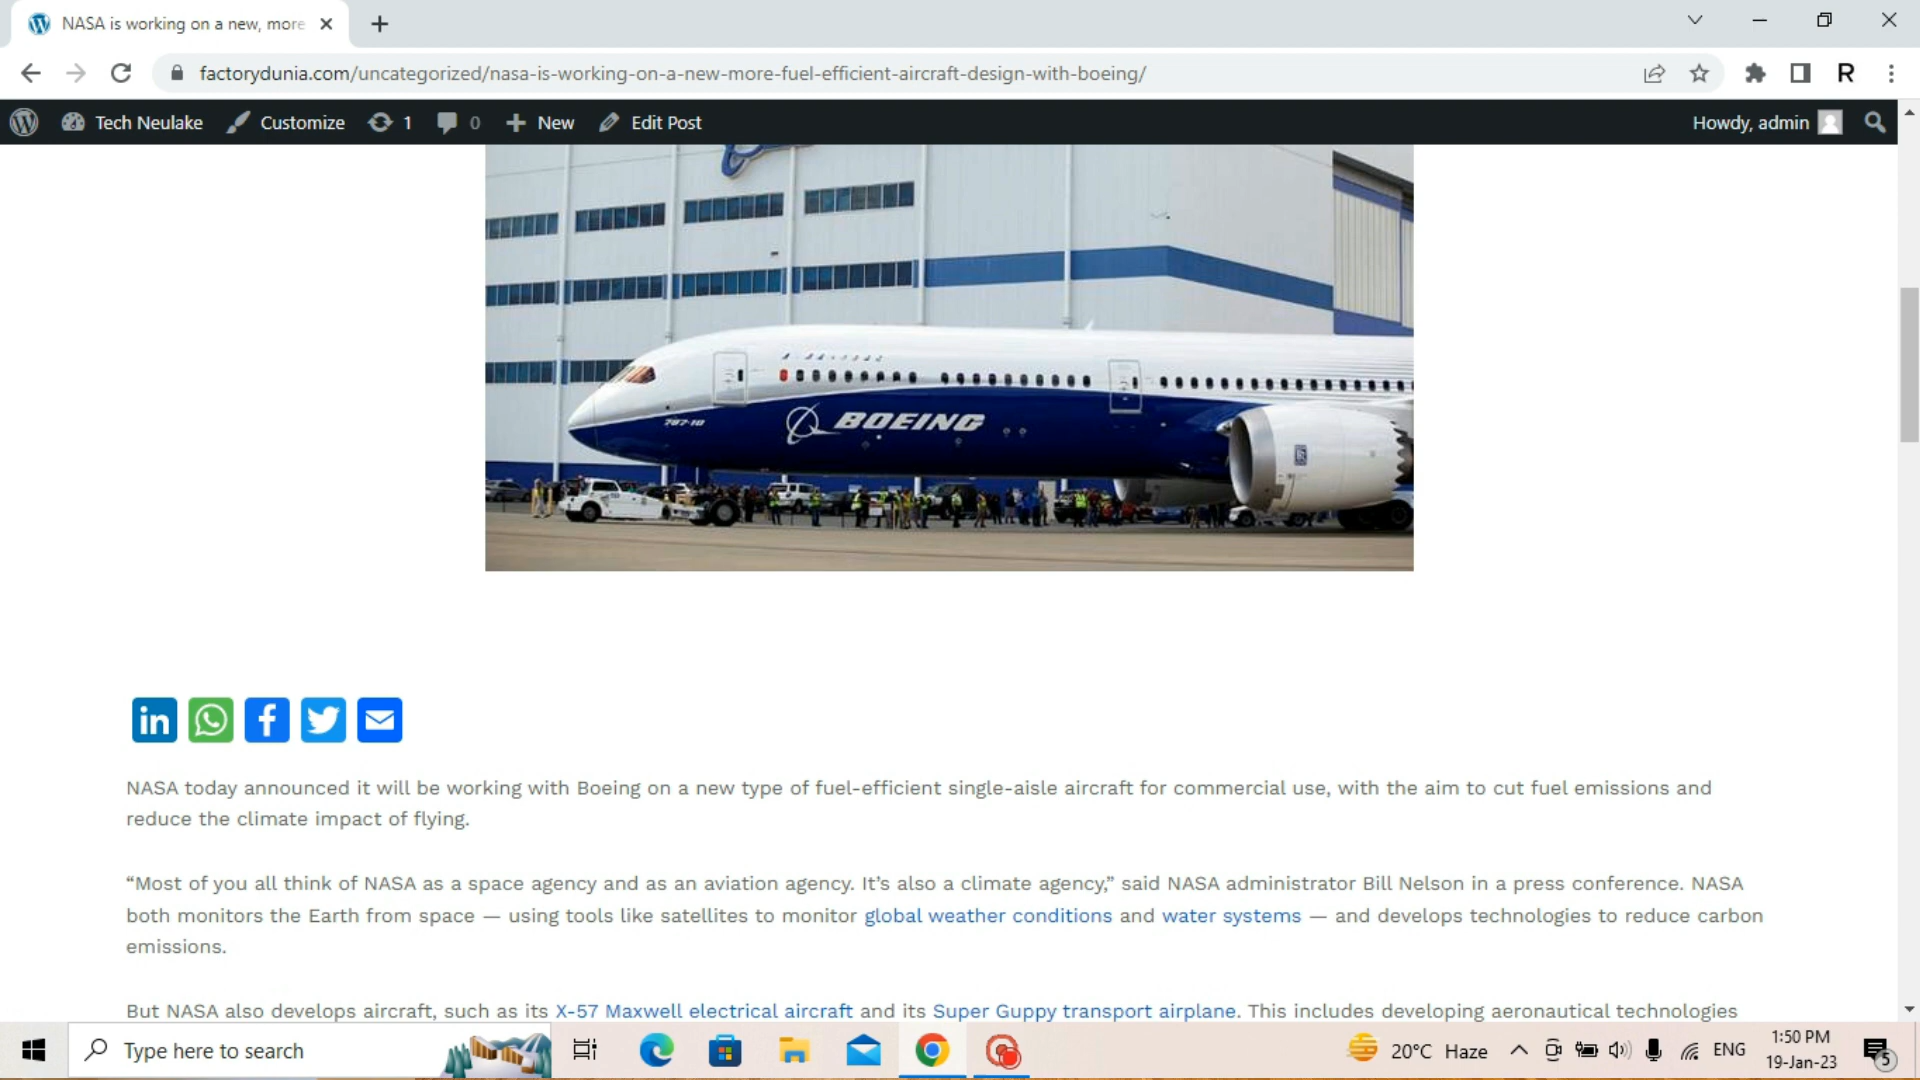 NASA is working on a new, more
factorydunia.com/uncategorized/nasa-is-working-on-a-new-more-fuel-efficient-aircraft-design-with-boeing/
R
Tech Neulake Customize 1 0 New Edit Post Howdy, admin
787-10
BOEING
in
NASA today announced it will be working with Boeing on a new type of fuel-efficient single-aisle aircraft for commercial use, with the aim to cut fuel emissions and
reduce the climate impact of flying.
“Most of you all think of NASA as a space agency and as an aviation agency. It’s also a climate agency,” said NASA administrator Bill Nelson in a press conference. NASA
both monitors the Earth from space — using tools like satellites to monitor global weather conditions and water systems — and develops technologies to reduce carbon
emissions.
But NASA also develops aircraft, such as its X-57 Maxwell electrical aircraft and its Super Guppy transport airplane. This includes developing aeronautical technologies
Type here to search
20°C Haze
ENG
1:50 PM
19-Jan-23
5